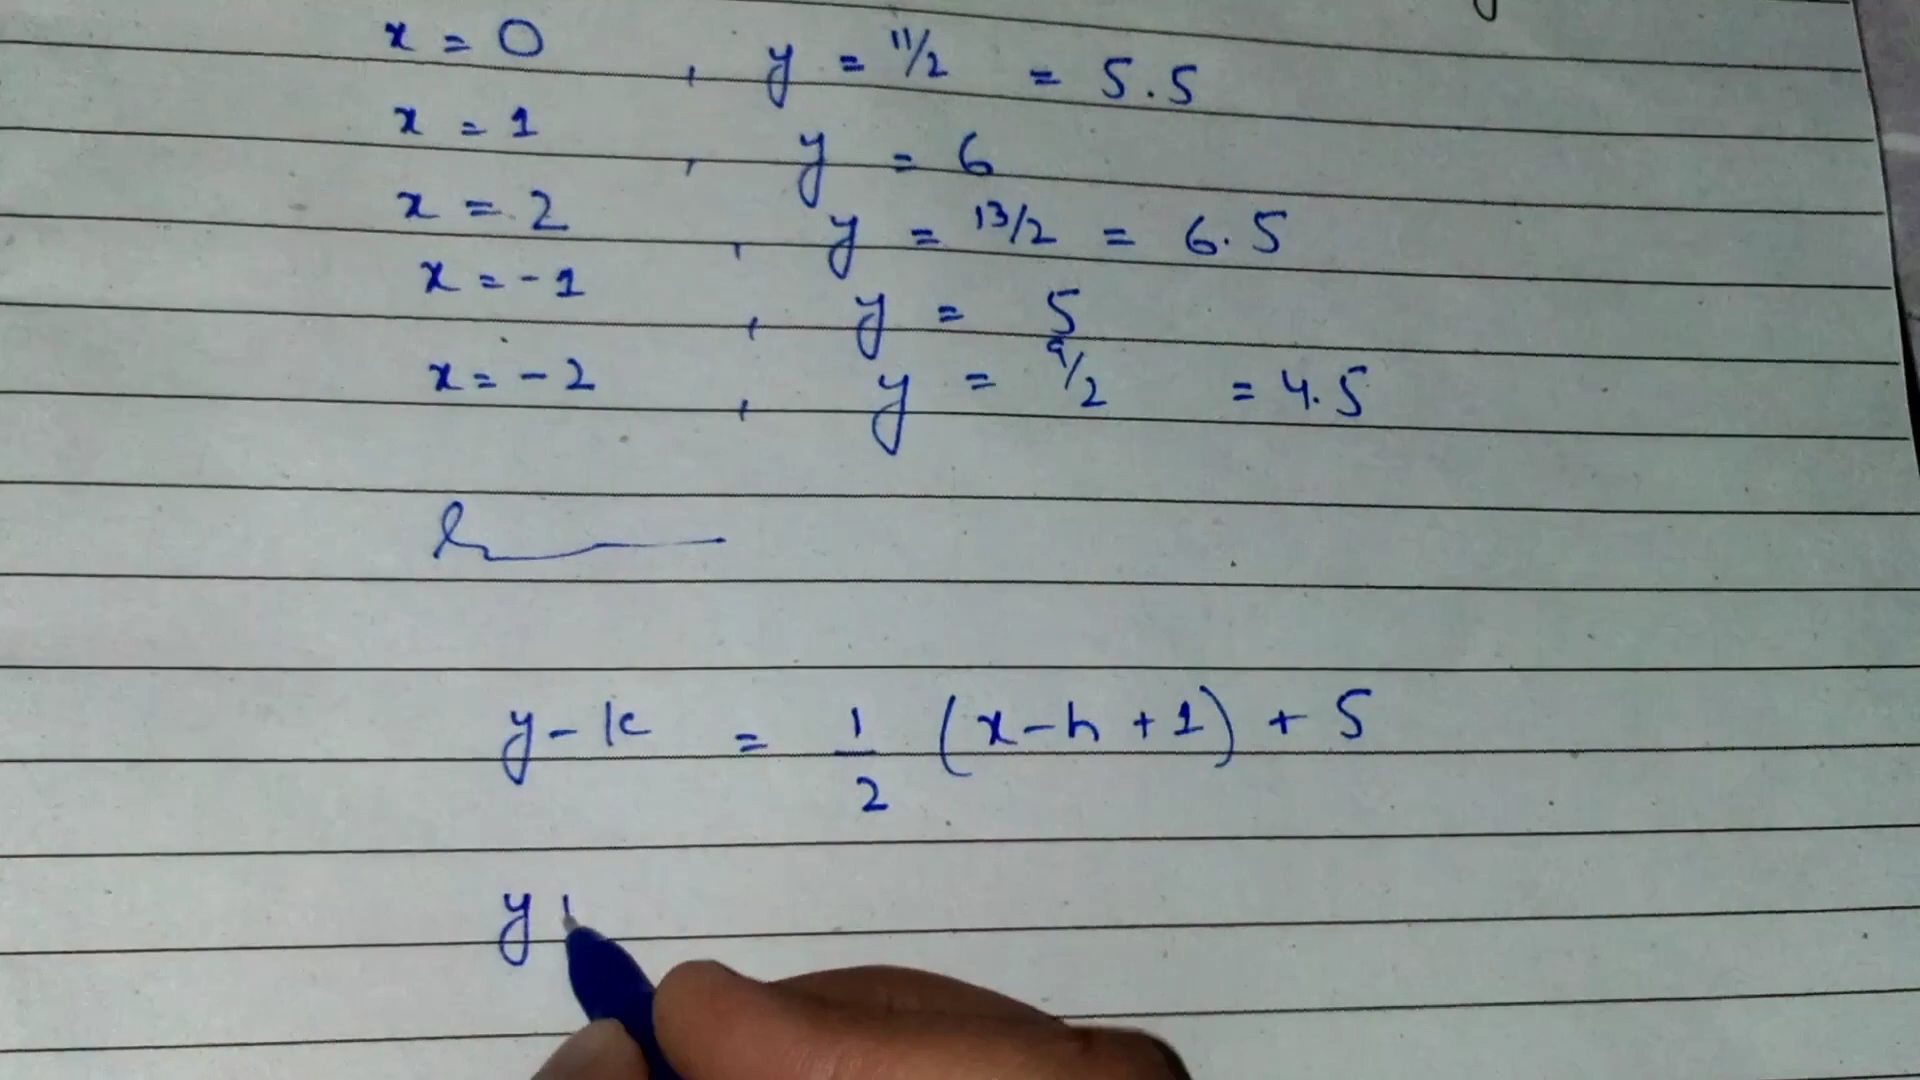 x = 0 , y = 11/2 = 5.5
x = 1 , y = 6
x = 2 , y = 13/2 = 6.5
x = -1 , y = 5
x = -2 , y = 9/2 = 4.5
y - k = 1/2 (x - h + 1) + 5
y